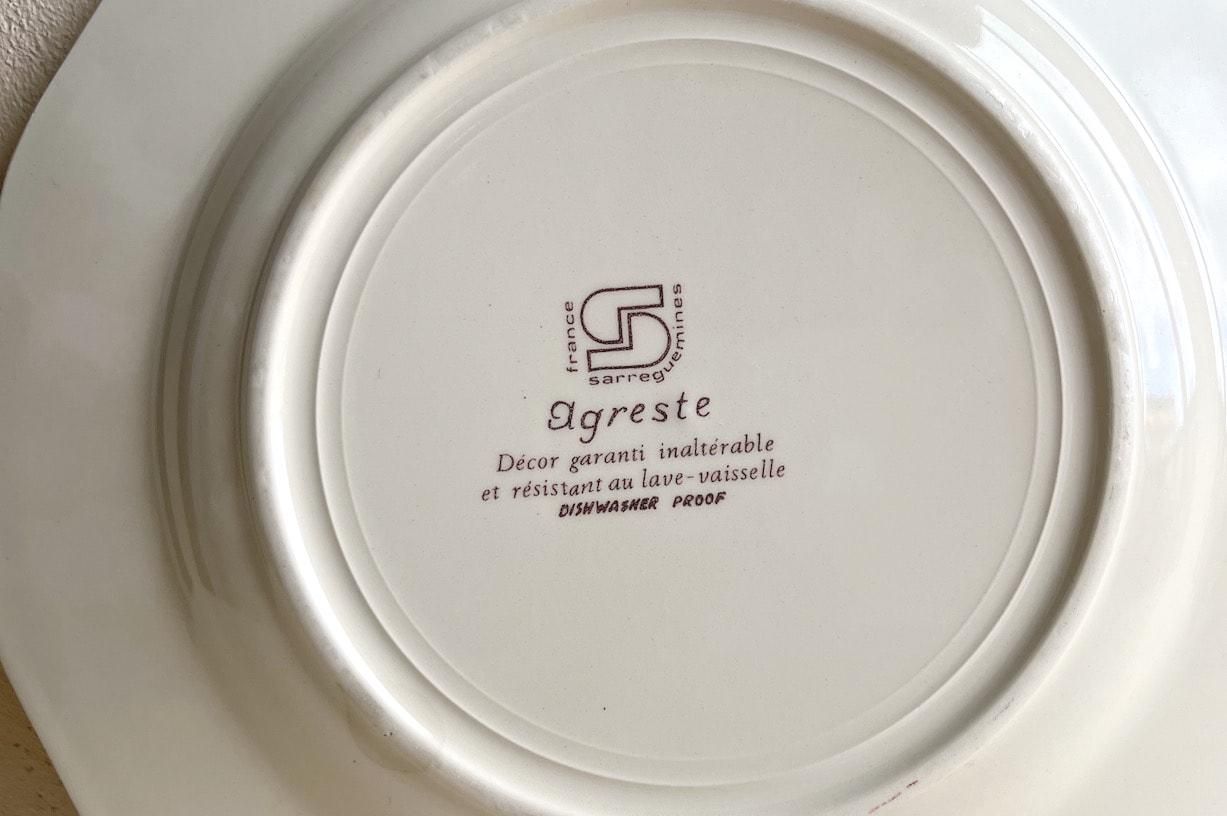 france
S
sarreguemines
agreste
Décor garanti inaltérable
et résistant au lave-vaisselle
DISHWASHER PROOF